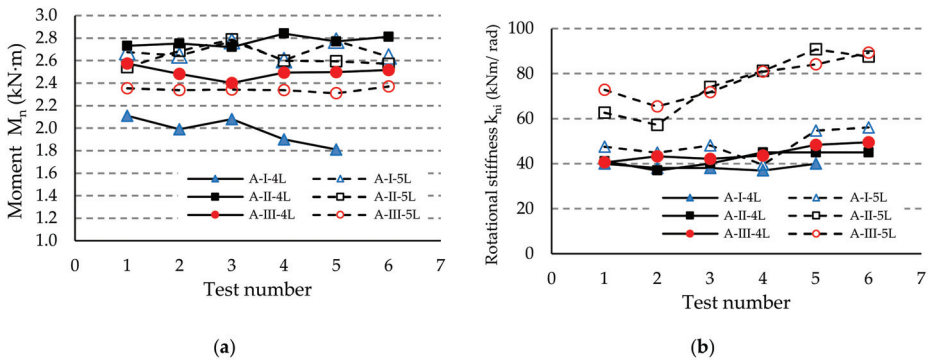 3.0
2.8
2.6
2.4
2.2
2.0
1.8
1.6
1.4
1.2
1.0
Moment Mn (kN·m)
A-I-4L A-I-5L
A-II-4L A-II-5L
A-III-4L A-III-5L
0 1 2 3 4 5 6 7
Test number
(a)
100
80
60
40
20
0
Rotational stiffness kni (kNm/ rad)
A-I-4L A-I-5L
A-II-4L A-II-5L
A-III-4L A-III-5L
0 1 2 3 4 5 6 7
Test number
(b)